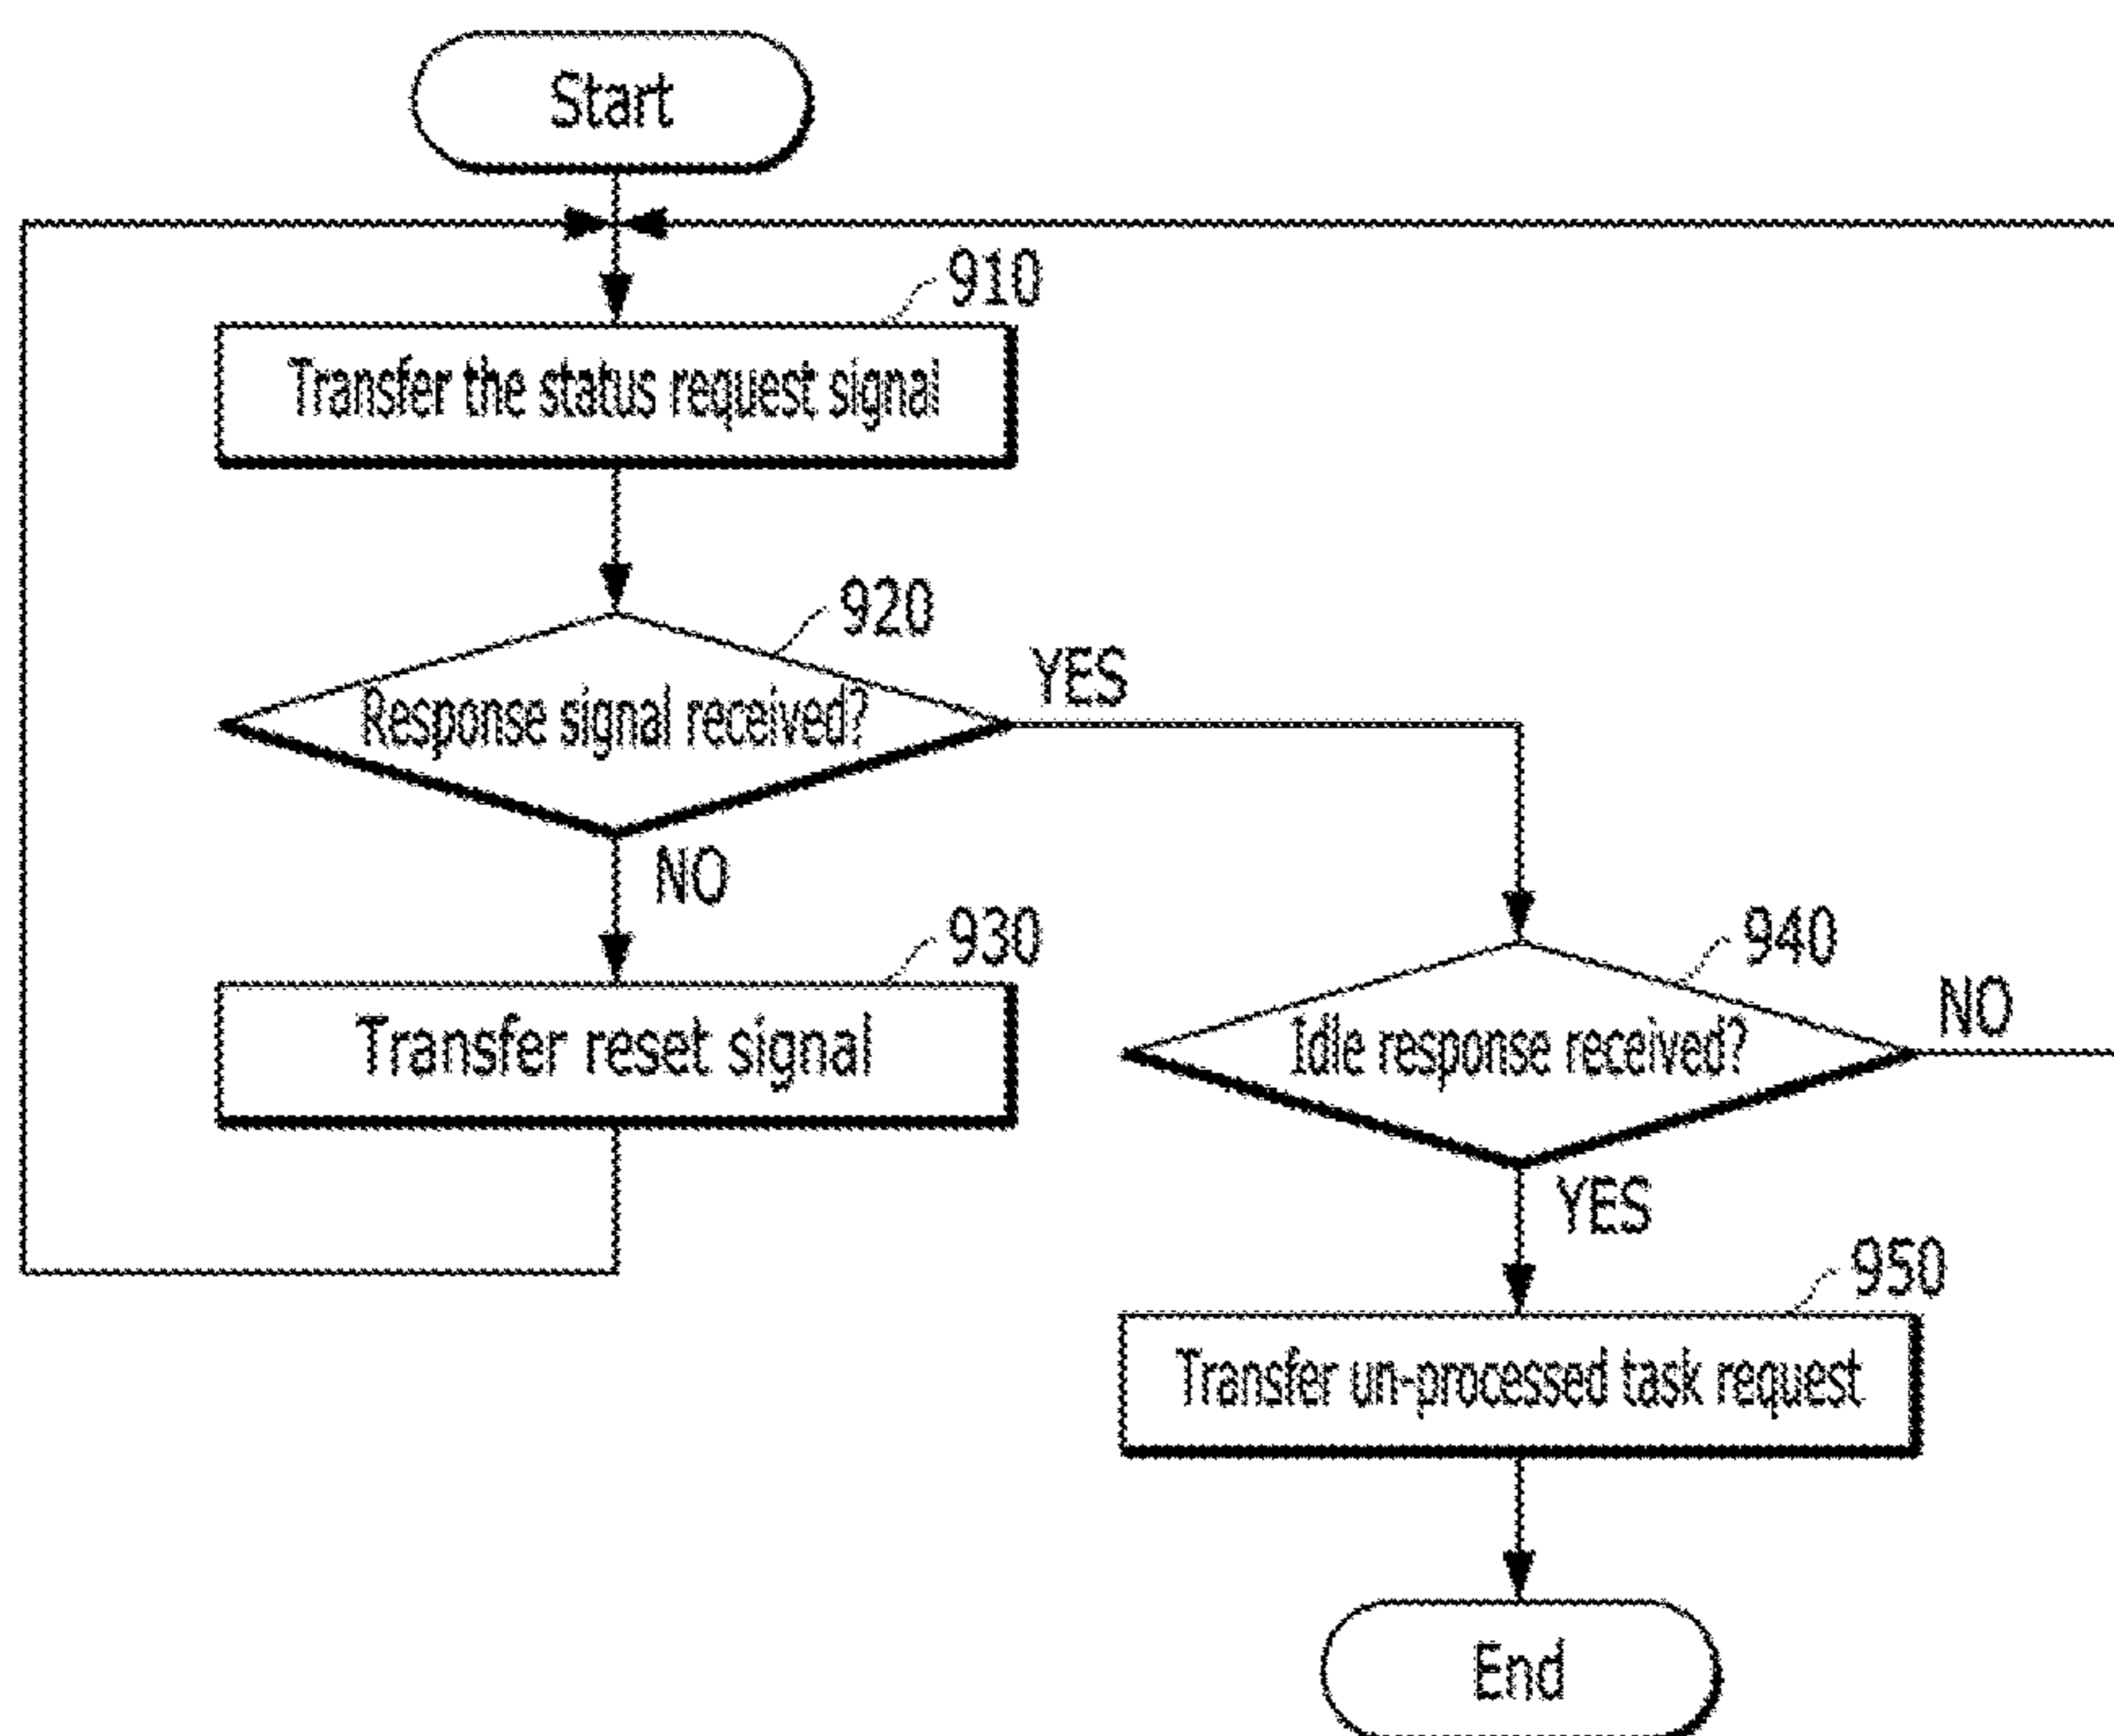 Start
910
Transfer the status request signal
920
YES
Response signal received?
NO
930
Transfer reset signal
940
NO
Idle response received?
YES
950
Transfer un-processed task request
End